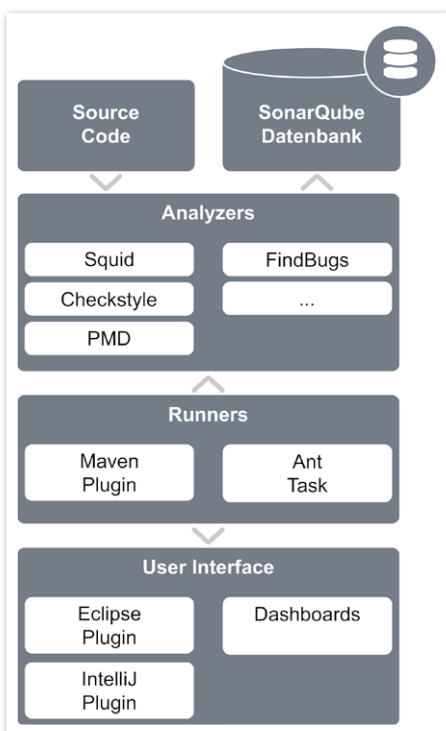 Source
Code
SonarQube
Datenbank
Analyzers
Squid
FindBugs
Checkstyle
...
PMD
Runners
Maven
Plugin
Ant
Task
User Interface
Eclipse
Plugin
Dashboards
IntelliJ
Plugin